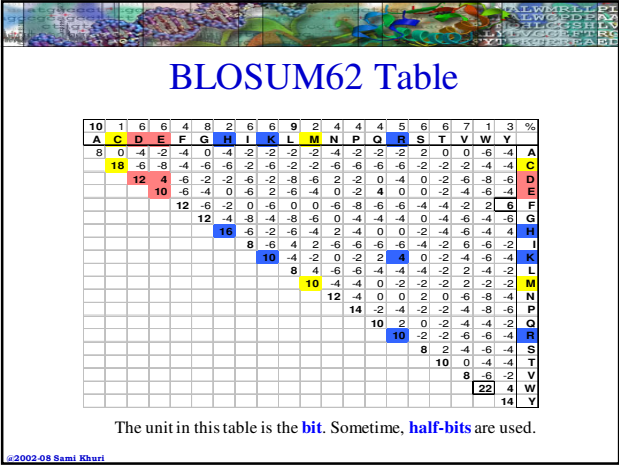 BLOSUM62 Table
10 1 6 6 4 8 2 6 6 9 2 4 4 4 5 6 6 7 1 3 %
A C D E F G H I K L M N P Q R S T V W Y
8 0 -4 -2 -4 0 -4 -2 -2 -2 -2 -4 -2 -2 -2 2 0 0 -6 -4 A
18 -6 -8 -4 -6 -6 -2 -6 -2 -2 -6 -6 -6 -6 -2 -2 -2 -4 -4 C
12 4 -6 -2 -2 -6 -2 -8 -6 2 -2 0 -4 0 -2 -6 -8 -6 D
10 -6 -4 0 -6 2 -6 -4 0 -2 4 0 0 -2 -4 -6 -4 E
12 -6 -2 0 -6 0 0 -6 -8 -6 -6 -4 -4 -2 2 6 F
12 -4 -8 -4 -8 -6 0 -4 -4 -4 0 -4 -6 -4 -6 G
16 -6 -2 -6 -4 2 -4 0 0 -2 -4 -6 -4 4 H
8 -6 4 2 -6 -6 -6 -6 -4 -2 6 -6 -2 I
10 -4 -2 0 -2 2 4 0 -2 -4 -6 -4 K
8 4 -6 -6 -4 -4 -4 -2 2 -4 -2 L
10 -4 -4 0 -2 -2 -2 2 -2 -2 M
12 -4 0 0 2 0 -6 -8 -4 N
14 -2 -4 -2 -2 -4 -8 -6 P
10 2 0 -2 -4 -4 -2 Q
10 -2 -2 -6 -6 -4 R
8 2 -4 -6 -4 S
10 0 -4 -4 T
8 -6 -2 V
22 4 W
14 Y
The unit in this table is the bit. Sometime, half-bits are used.
@2002-08 Sami Khuri